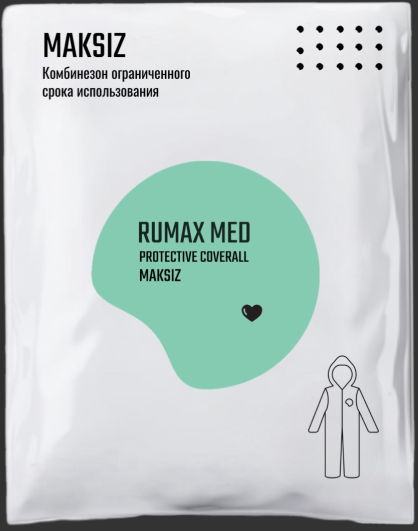 MAKSIZ
Комбинезон ограниченного
срока использования
RUMAX MED
PROTECTIVE COVERALL
MAKSIZ